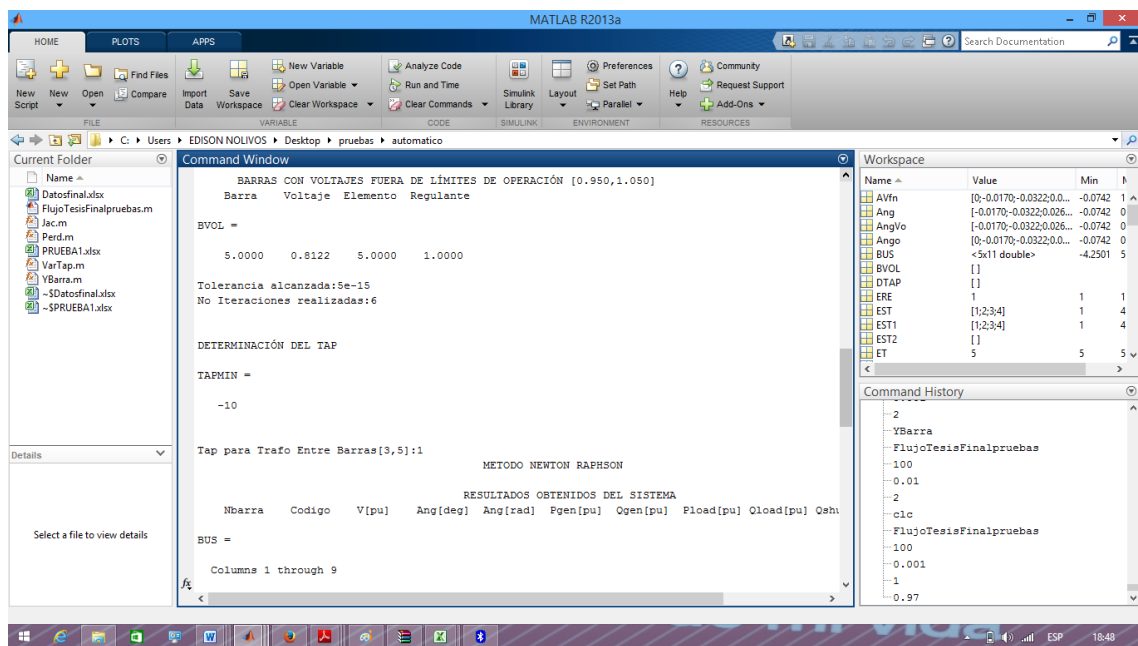 MATLAB R2013a
HOME PLOTS APPS
Search Documentation
New Script
New
Open
Find Files
Compare
FILE
Import Data
Save Workspace
New Variable
Open Variable
Clear Workspace
VARIABLE
Analyze Code
Run and Time
Clear Commands
CODE
Simulink Library
SIMULINK
Layout
Preferences
Set Path
Parallel
ENVIRONMENT
Help
Community
Request Support
Add-Ons
RESOURCES
C: Users EDISON NOLIVOS Desktop pruebas automatico
Current Folder
Name
Datosfinal.xlsx
FlujoTesisFinalpruebas.m
Jac.m
Perd.m
PRUEBA1.xlsx
VarTap.m
YBarra.m
~$Datosfinal.xlsx
~$PRUEBA1.xlsx
Details
Select a file to view details
Command Window
BARRAS CON VOLTAJES FUERA DE LÍMITES DE OPERACIÓN [0.950,1.050]
Barra Voltaje Elemento Regulante
BVOL =
5.0000 0.8122 5.0000 1.0000
Tolerancia alcanzada:5e-15
No Iteraciones realizadas:6
DETERMINACIÓN DEL TAP
TAPMIN =
-10
Tap para Trafo Entre Barras[3,5]:1
METODO NEWTON RAPHSON
RESULTADOS OBTENIDOS DEL SISTEMA
Nbarra Codigo V[pu] Ang[deg] Ang[rad] Pgen[pu] Qgen[pu] Pload[pu] Qload[pu] Qshu
BUS =
Columns 1 through 9
fx
Workspace
Name Value Min
AVfn [0;-0.0170;-0.0322;0.0... -0.0742 1
Ang [-0.0170;-0.0322;0.026... -0.0742 0
AngVo [-0.0170;-0.0322;0.026... -0.0742 0
Ango [0;-0.0170;-0.0322;0.0... -0.0742 0
BUS <5x11 double> -4.2501 5
BVOL [ ]
DTAP [ ]
ERE 1 1 1
EST [1;2;3;4] 1 4
EST1 [1;2;3;4] 1 4
EST2 [ ]
ET 5 5 5
Command History
2
YBarra
FlujoTesisFinalpruebas
100
0.01
2
clc
FlujoTesisFinalpruebas
100
0.001
1
0.97
ESP 18:48